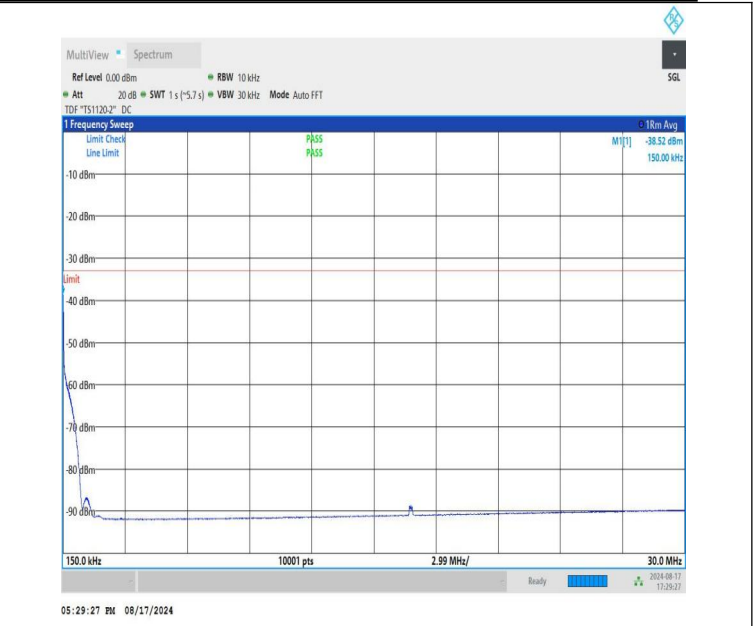 R&S
MultiView Spectrum
Ref Level 0.00 dBm RBW 10 kHz SGL
Att 20 dB SWT 1 s (~5.7 s) VBW 30 kHz Mode Auto FFT
TDF "TS1120-2" DC
1 Frequency Sweep 1Rm Avg
Limit Check PASS M1[1] -38.52 dBm
Line Limit PASS 150.00 kHz
-10 dBm
-20 dBm
-30 dBm
Limit
-40 dBm
-50 dBm
-60 dBm
-70 dBm
-80 dBm
-90 dBm
150.0 kHz 10001 pts 2.99 MHz/ 30.0 MHz
Ready 2024-08-17
17:29:27
05:29:27 PM 08/17/2024